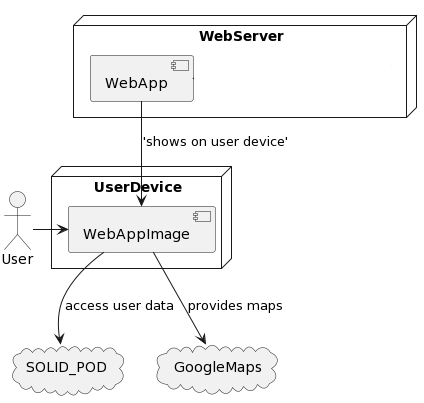 WebServer
WebApp
'shows on user device'
UserDevice
WebAppImage
User
access user data
provides maps
SOLID_POD
GoogleMaps